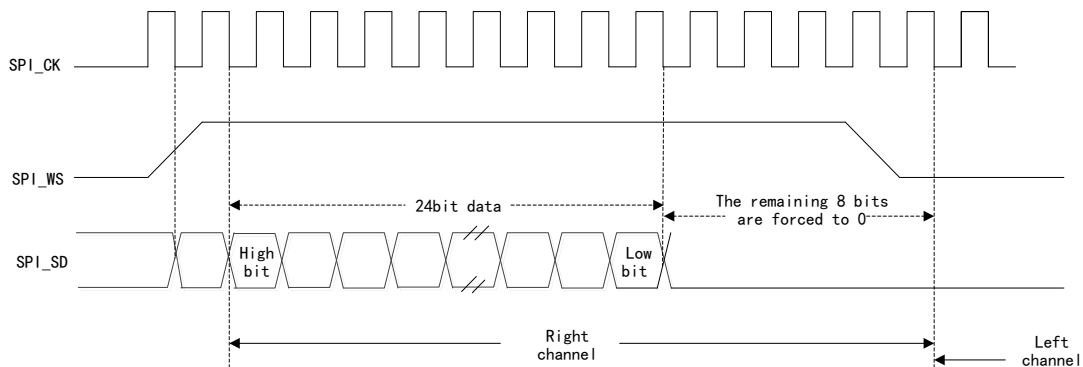 SPI_CK
SPI_WS
24bit data
The remaining 8 bits
are forced to 0
SPI_SD
High
bit
Low
bit
Right
channel
Left
channel